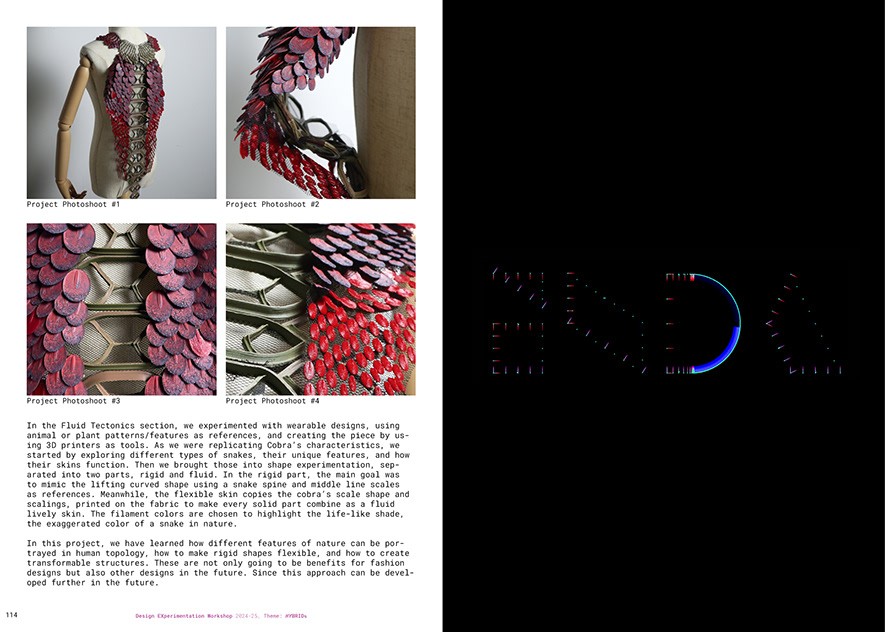 Project Photoshoot #1
Project Photoshoot #2
Project Photoshoot #3
Project Photoshoot #4
In the Fluid Tectonics section, we experimented with wearable designs, using
animal or plant patterns/features as references, and creating the piece by us-
ing 3D printers as tools. As we were replicating Cobra's characteristics, we
started by exploring different types of snakes, their unique features, and how
their skins function. Then we brought those into shape experimentation, sep-
arated into two parts, rigid and fluid. In the rigid part, the main goal was
to mimic the lifting curved shape using a snake spine and middle line scales
as references. Meanwhile, the flexible skin copies the cobra's scale shape and
scalings, printed on the fabric to make every solid part combine as a fluid
lively skin. The filament colors are chosen to highlight the life-like shade,
the exaggerated color of a snake in nature.
In this project, we have learned how different features of nature can be por-
trayed in human topology, how to make rigid shapes flexible, and how to create
transformable structures. These are not only going to be benefits for fashion
designs but also other designs in the future. Since this approach can be devel-
oped further in the future.
114
Design EXperimentation Workshop 2024-25, Theme: HYBRIDs